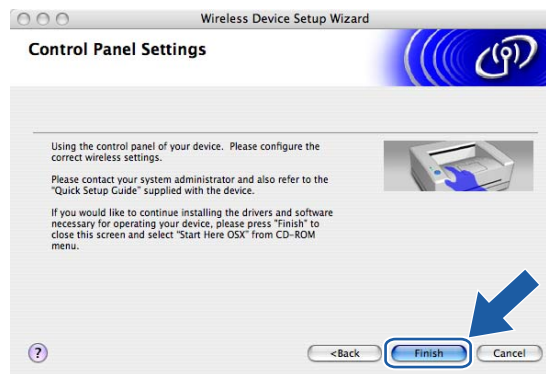 Wireless Device Setup Wizard
Control Panel Settings
Using the control panel of your device. Please configure the
correct wireless settings.
Please contact your system administrator and also refer to the
"Quick Setup Guide" supplied with the device.
If you would like to continue installing the drivers and software
necessary for operating your device, please press "Finish" to
close this screen and select "Start Here OSX" from CD-ROM
menu.
?
<Back
Finish
Cancel